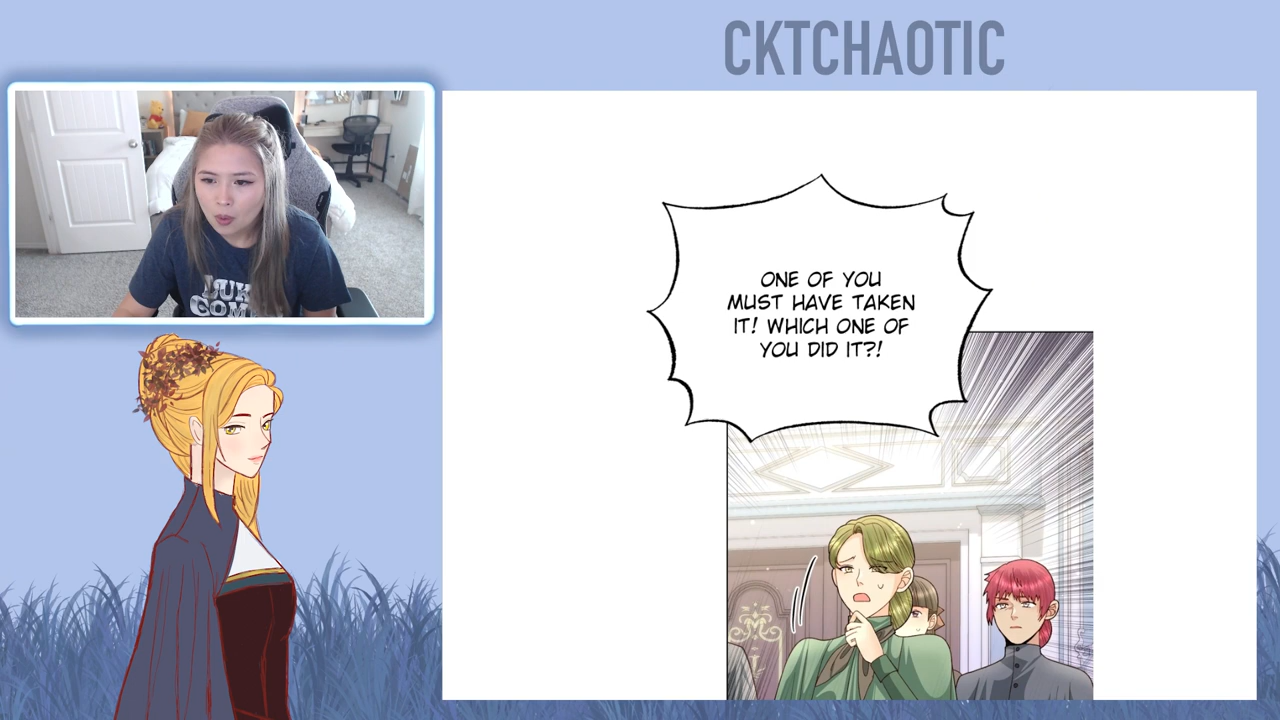 CKTCHAOTIC
ONE OF YOU
MUST HAVE TAKEN
IT! WHICH ONE OF
YOU DID IT?!